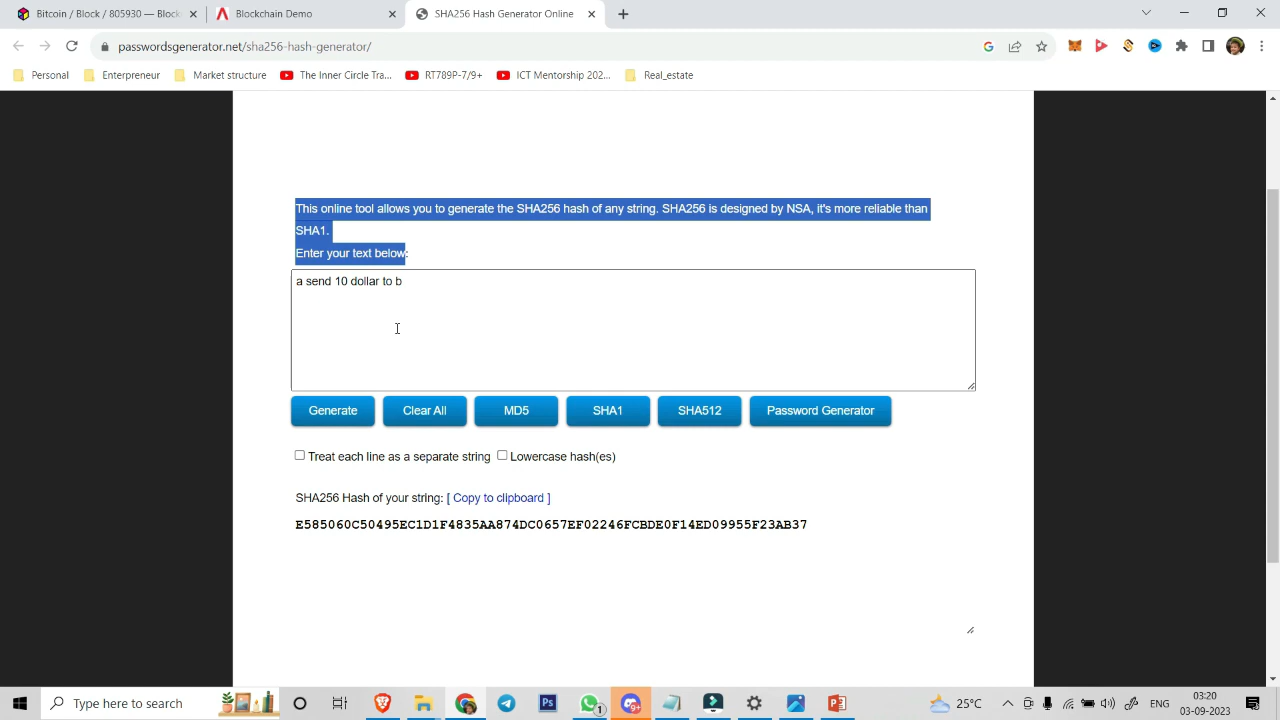 Bitcoin / Block / 805930 — Block
Blockchain Demo
SHA256 Hash Generator Online
passwordsgenerator.net/sha256-hash-generator/
Personal
Enterpreneur
Market structure
The Inner Circle Tra...
RT789P-7/9+
ICT Mentorship 202...
Real_estate
This online tool allows you to generate the SHA256 hash of any string. SHA256 is designed by NSA, it's more reliable than
SHA1.
Enter your text below:
a send 10 dollar to b
Generate
Clear All
MD5
SHA1
SHA512
Password Generator
Treat each line as a separate string
Lowercase hash(es)
SHA256 Hash of your string: [ Copy to clipboard ]
E585060C50495EC1D1F4835AA874DC0657EF02246FCBDE0F14ED09955F23AB37
Type here to search
Ps
1
9+
25°C
ENG
03:20
03-09-2023